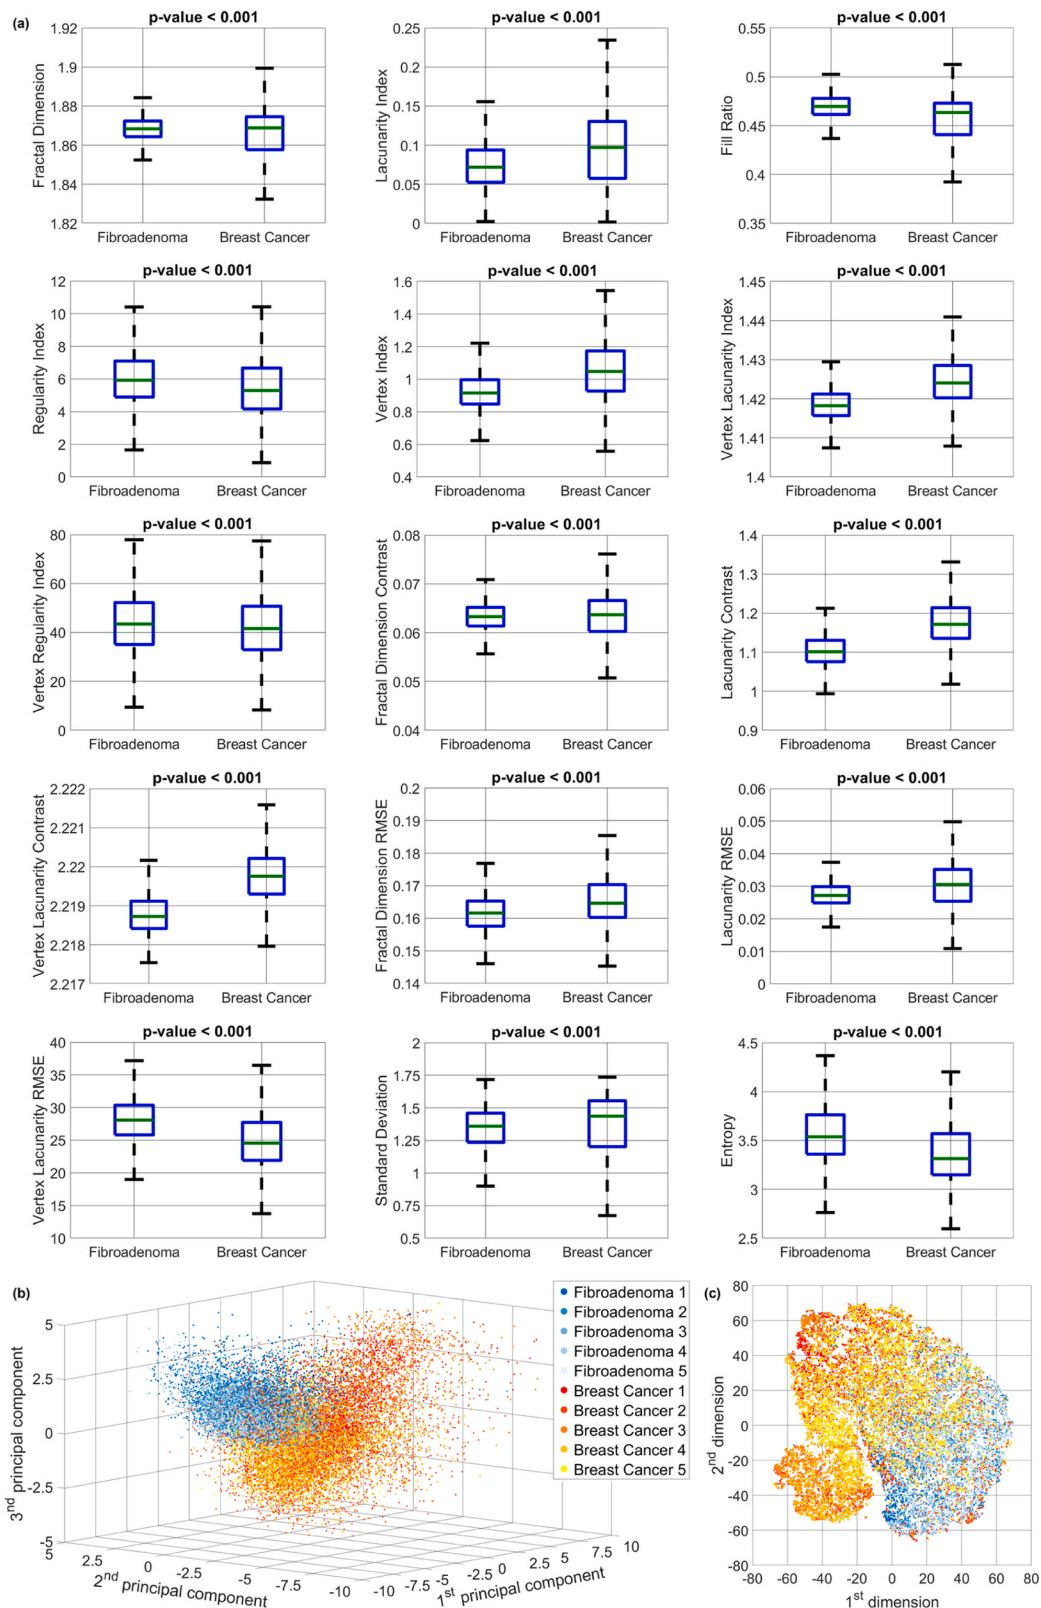 (a)
p-value < 0.001
1.92
1.9
1.88
1.86
1.84
1.82
Fractal Dimension
Fibroadenoma Breast Cancer
p-value < 0.001
0.25
0.2
0.15
0.1
0.05
0
Lacunarity Index
Fibroadenoma Breast Cancer
p-value < 0.001
0.55
0.5
0.45
0.4
0.35
Fill Ratio
Fibroadenoma Breast Cancer
p-value < 0.001
12
10
8
6
4
2
0
Regularity Index
Fibroadenoma Breast Cancer
p-value < 0.001
1.6
1.4
1.2
1
0.8
0.6
0.4
Vertex Index
Fibroadenoma Breast Cancer
p-value < 0.001
1.45
1.44
1.43
1.42
1.41
1.4
Vertex Lacunarity Index
Fibroadenoma Breast Cancer
p-value < 0.001
80
60
40
20
0
Vertex Regularity Index
Fibroadenoma Breast Cancer
p-value < 0.001
0.08
0.07
0.06
0.05
0.04
Fractal Dimension Contrast
Fibroadenoma Breast Cancer
p-value < 0.001
1.4
1.3
1.2
1.1
1
0.9
Lacunarity Contrast
Fibroadenoma Breast Cancer
p-value < 0.001
2.222
2.221
2.22
2.219
2.218
2.217
Vertex Lacunarity Contrast
Fibroadenoma Breast Cancer
p-value < 0.001
0.2
0.19
0.18
0.17
0.16
0.15
0.14
Fractal Dimension RMSE
Fibroadenoma Breast Cancer
p-value < 0.001
0.06
0.05
0.04
0.03
0.02
0.01
0
Lacunarity RMSE
Fibroadenoma Breast Cancer
p-value < 0.001
40
35
30
25
20
15
10
Vertex Lacunarity RMSE
Fibroadenoma Breast Cancer
p-value < 0.001
2
1.75
1.5
1.25
1
0.75
0.5
Standard Deviation
Fibroadenoma Breast Cancer
p-value < 0.001
4.5
4
3.5
3
2.5
Entropy
Fibroadenoma Breast Cancer
(b)
5
2.5
0
-2.5
-5
3nd principal component
5 2.5 0 -2.5 -5 -7.5 -10
2nd principal component
-10 -7.5 -5 -2.5 0 2.5 5 7.5 10
1st principal component
Fibroadenoma 1
Fibroadenoma 2
Fibroadenoma 3
Fibroadenoma 4
Fibroadenoma 5
Breast Cancer 1
Breast Cancer 2
Breast Cancer 3
Breast Cancer 4
Breast Cancer 5
(c)
80
60
40
20
0
-20
-40
-60
-80
2nd dimension
-80 -60 -40 -20 0 20 40 60 80
1st dimension